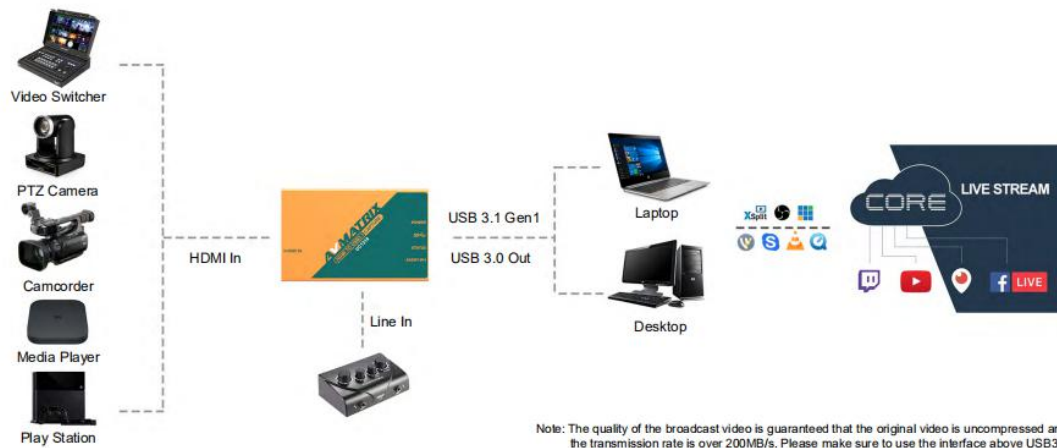 Video Switcher
PTZ Camera
Camcorder
Media Player
Play Station
HDMI In
AVMATRIX
Line In
USB 3.1 Gen1
USB 3.0 Out
Laptop
Desktop
XSplit
CORE
LIVE STREAM
LIVE
Note: The quality of the broadcast video is guaranteed that the original video is uncompressed
the transmission rate is over 200MB/s. Please make sure to use the interface above USB3